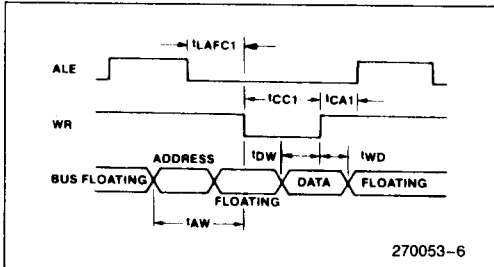 tLAFC1
ALE
tCC1 tCA1
WR
ADDRESS tDW tWD
BUS FLOATING DATA FLOATING
FLOATING
tAW
270053-6